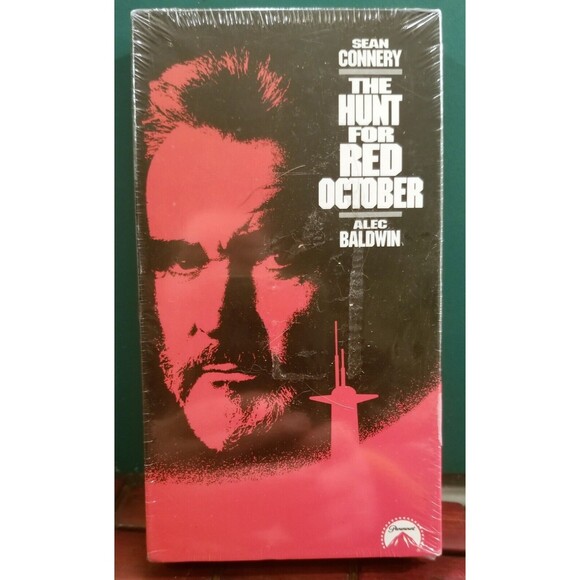 SEAN
CONNERY
THE
HUNT
FOR
RED
OCTOBER
ALEC
BALDWIN
Paramount